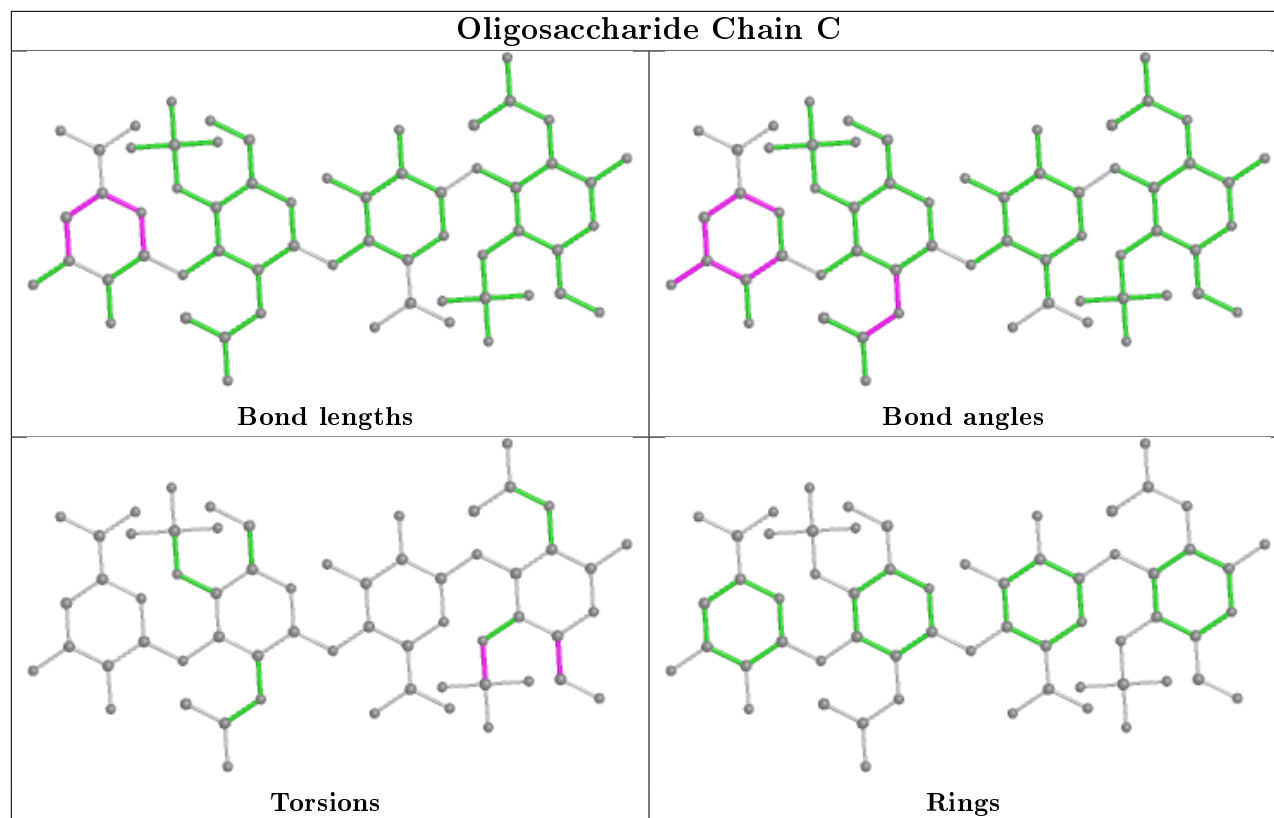 Oligosaccharide Chain C
Bond lengths
Bond angles
Torsions
Rings